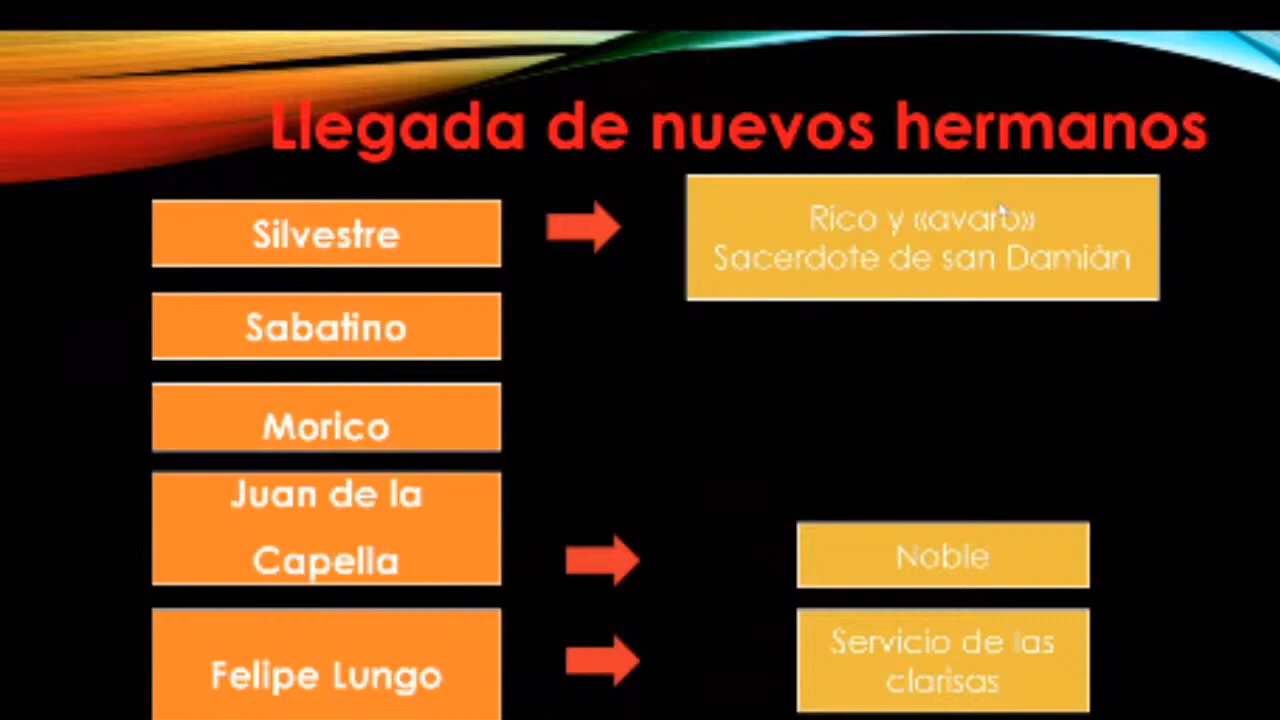 Llegada de nuevos hermanos
Silvestre
Rico y «avaro»
Sacerdote de san Damián
Sabatino
Morico
Juan de la
Capella
Noble
Felipe Lungo
Servicio de las
clarisas